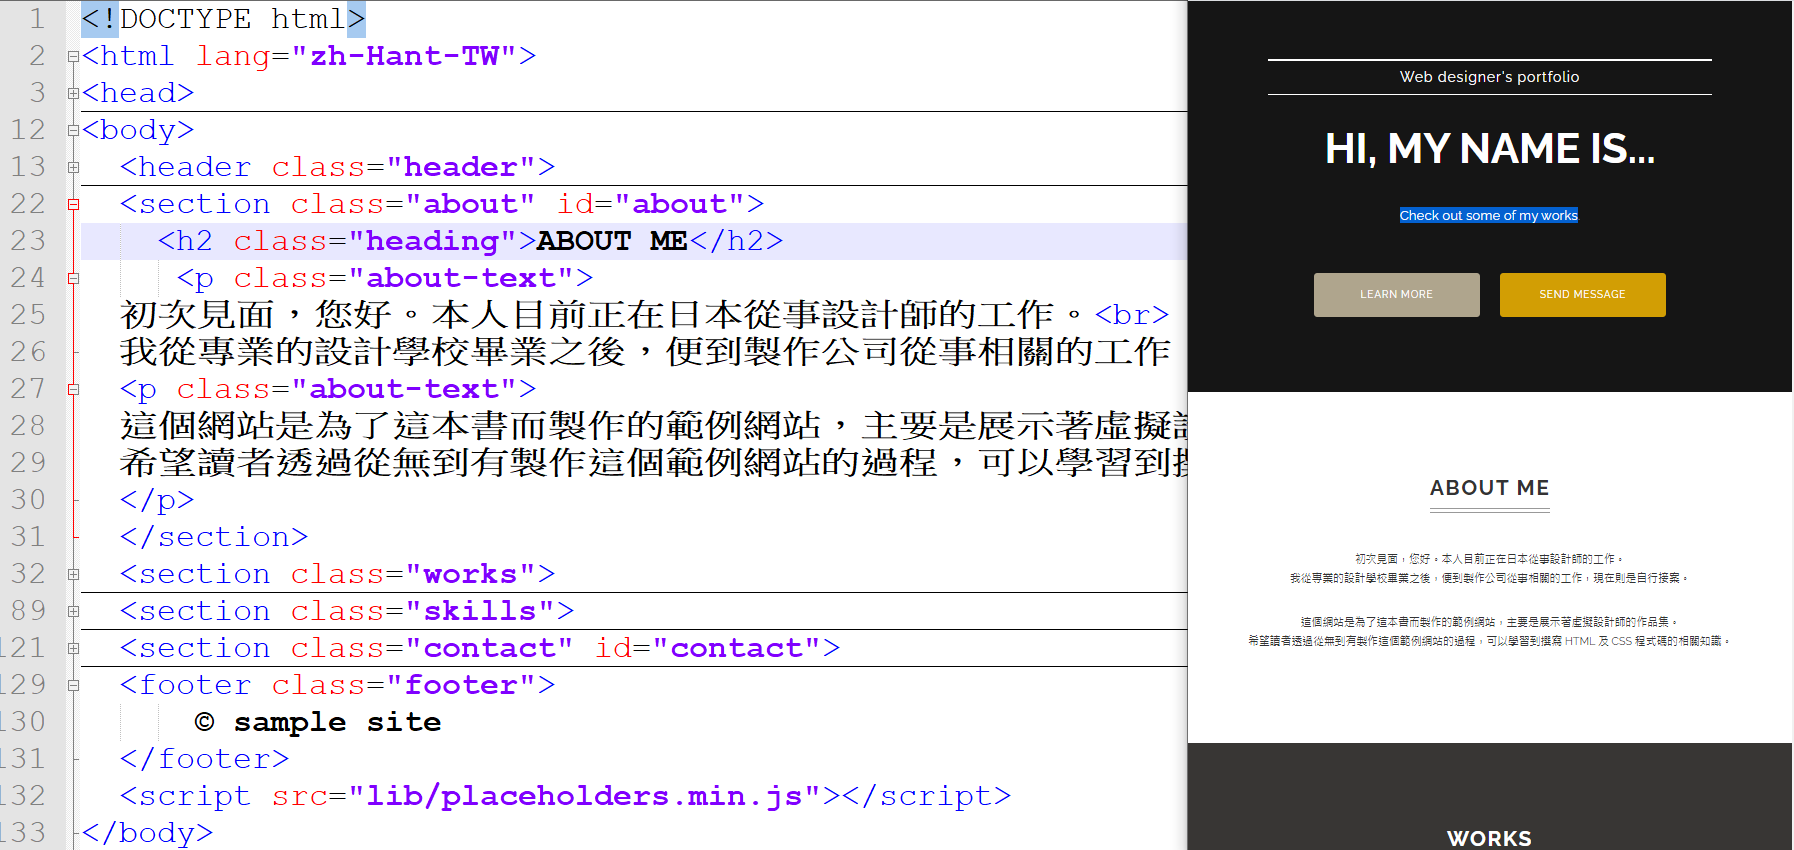 1 <!DOCTYPE html>
2 <html lang="zh-Hant-TW">
3 <head>
12 <body>
13 <header class="header">
22 <section class="about" id="about">
23 <h2 class="heading">ABOUT ME</h2>
24 <p class="about-text">
25 初次見面，您好。本人目前正在日本從事設計師的工作。<br>
26 我從專業的設計學校畢業之後，便到製作公司從事相關的工作
27 <p class="about-text">
28 這個網站是為了這本書而製作的範例網站，主要是展示著虛擬
29 希望讀者透過從無到有製作這個範例網站的過程，可以學習到
30 </p>
31 </section>
32 <section class="works">
89 <section class="skills">
121 <section class="contact" id="contact">
129 <footer class="footer">
130 © sample site
131 </footer>
132 <script src="lib/placeholders.min.js"></script>
133 </body>
Web designer's portfolio
HI, MY NAME IS...
Check out some of my works
LEARN MORE
SEND MESSAGE
ABOUT ME
初次見面，您好。本人目前正在日本從事設計師的工作。
我從專業的設計學校畢業之後，便到製作公司從事相關的工作，現在則是自行接案。
這個網站是為了這本書而製作的範例網站，主要是展示著虛擬設計師的作品集。
希望讀者透過從無到有製作這個範例網站的過程，可以學習到撰寫 HTML 及 CSS 程式碼的相關知識。
WORKS